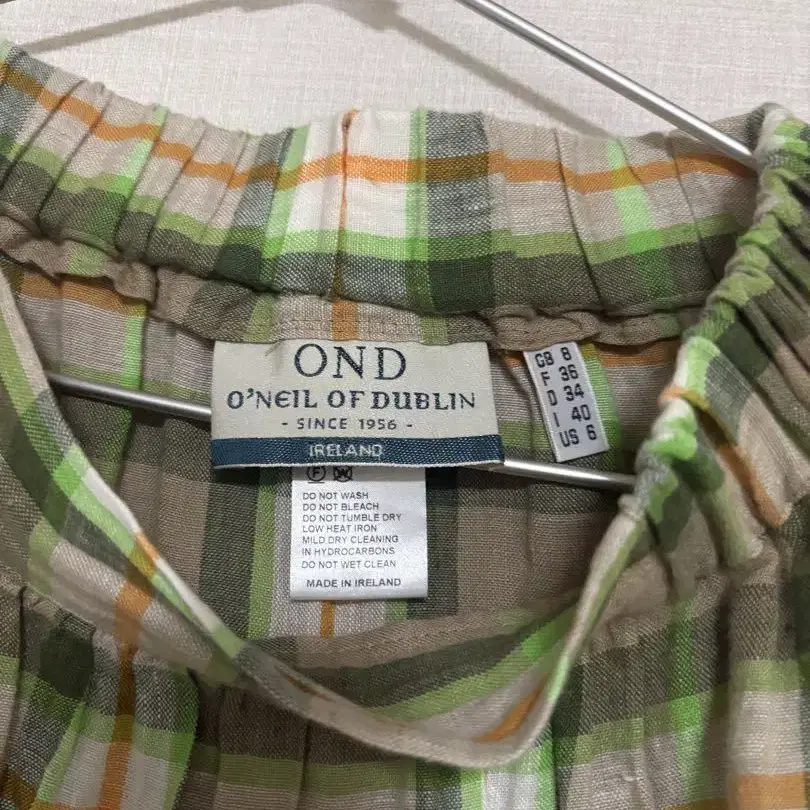 OND
O'NEIL OF DUBLIN
- SINCE 1956 -
IRELAND
GB 8
F 36
D 34
I 40
US 6
F W
DO NOT WASH
DO NOT BLEACH
DO NOT TUMBLE DRY
LOW HEAT IRON
MILD DRY CLEANING
IN HYDROCARBONS
DO NOT WET CLEAN
MADE IN IRELAND